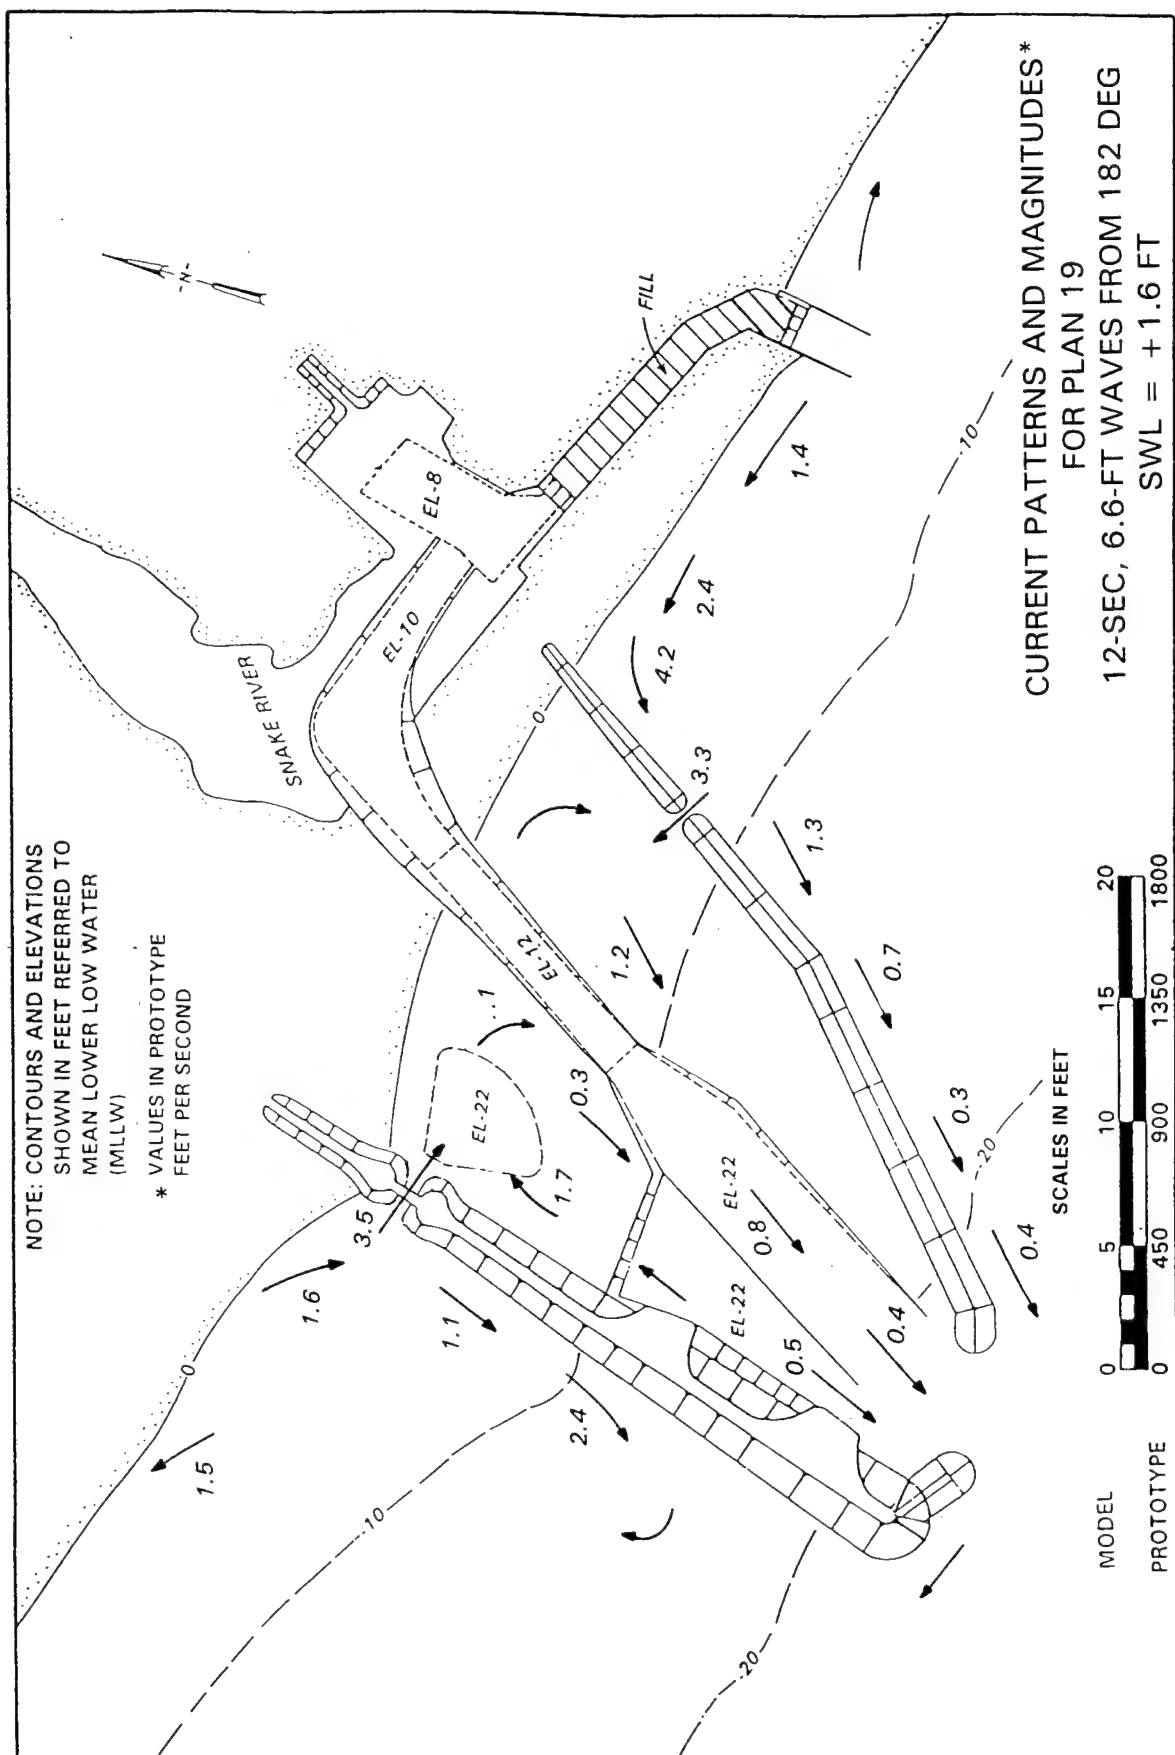 NOTE: CONTOURS AND ELEVATIONS
SHOWN IN FEET REFERRED TO
MEAN LOWER LOW WATER
(MLLW)
* VALUES IN PROTOTYPE
FEET PER SECOND
SNAKE RIVER
-N-
EL-8
EL-10
EL-12
FILL
EL-22
EL-22
EL-22
0
0
-10
-10
-20
-20
1.5
1.6
3.5
1.1
2.4
1.7
.1
0.3
0.8
0.5
0.4
1.2
3.3
4.2
2.4
1.4
1.3
0.7
0.3
0.4
SCALES IN FEET
MODEL 0 5 10 15 20
PROTOTYPE 0 450 900 1350 1800
CURRENT PATTERNS AND MAGNITUDES*
FOR PLAN 19
12-SEC, 6.6-FT WAVES FROM 182 DEG
SWL = +1.6 FT